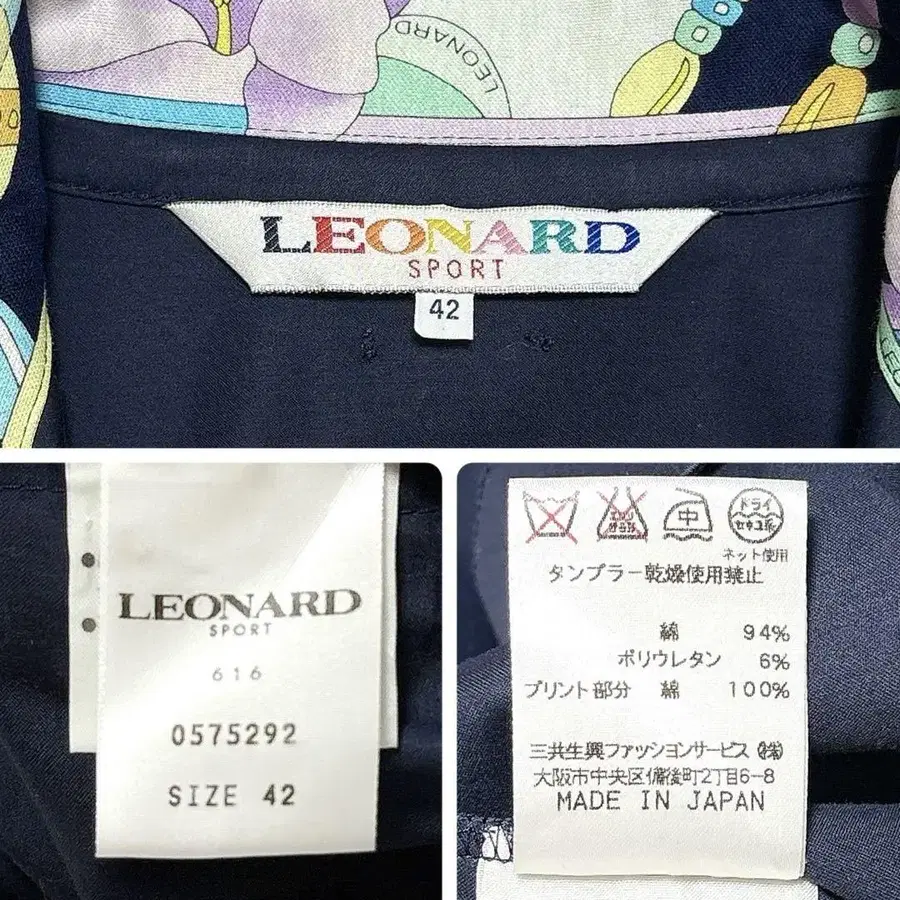 LEONARD
LEONARD
SPORT
42
LEONARD
SPORT
616
0575292
SIZE 42
エンソ
サラシ
中
ドライ
セキユ系
ネット使用
タンブラー乾燥使用禁止
綿 94%
ポリウレタン 6%
プリント部分 綿 100%
三共生興ファッションサービス(株)
大阪市中央区備後町2丁目6-8
MADE IN JAPAN